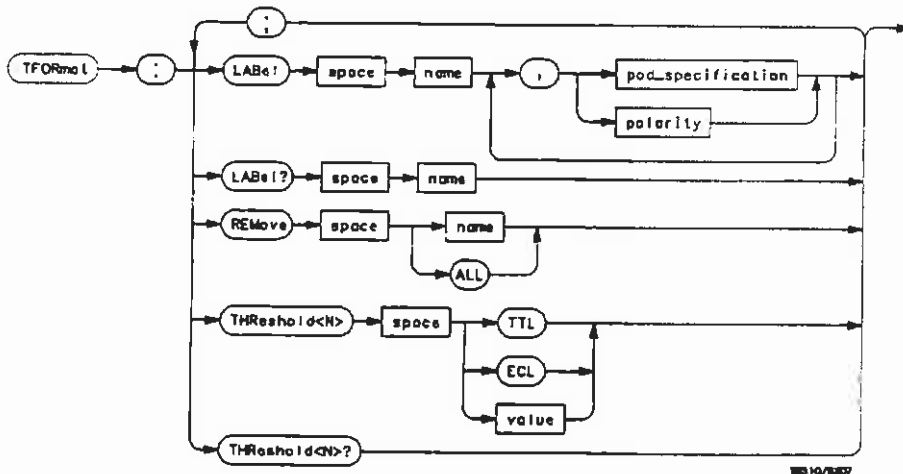 ;
TFORmat : LABel space name , pod_specification
polarity
LABel? space name
REMove space name
ALL
THReshold<N> space TTL
ECL
value
THReshold<N>?